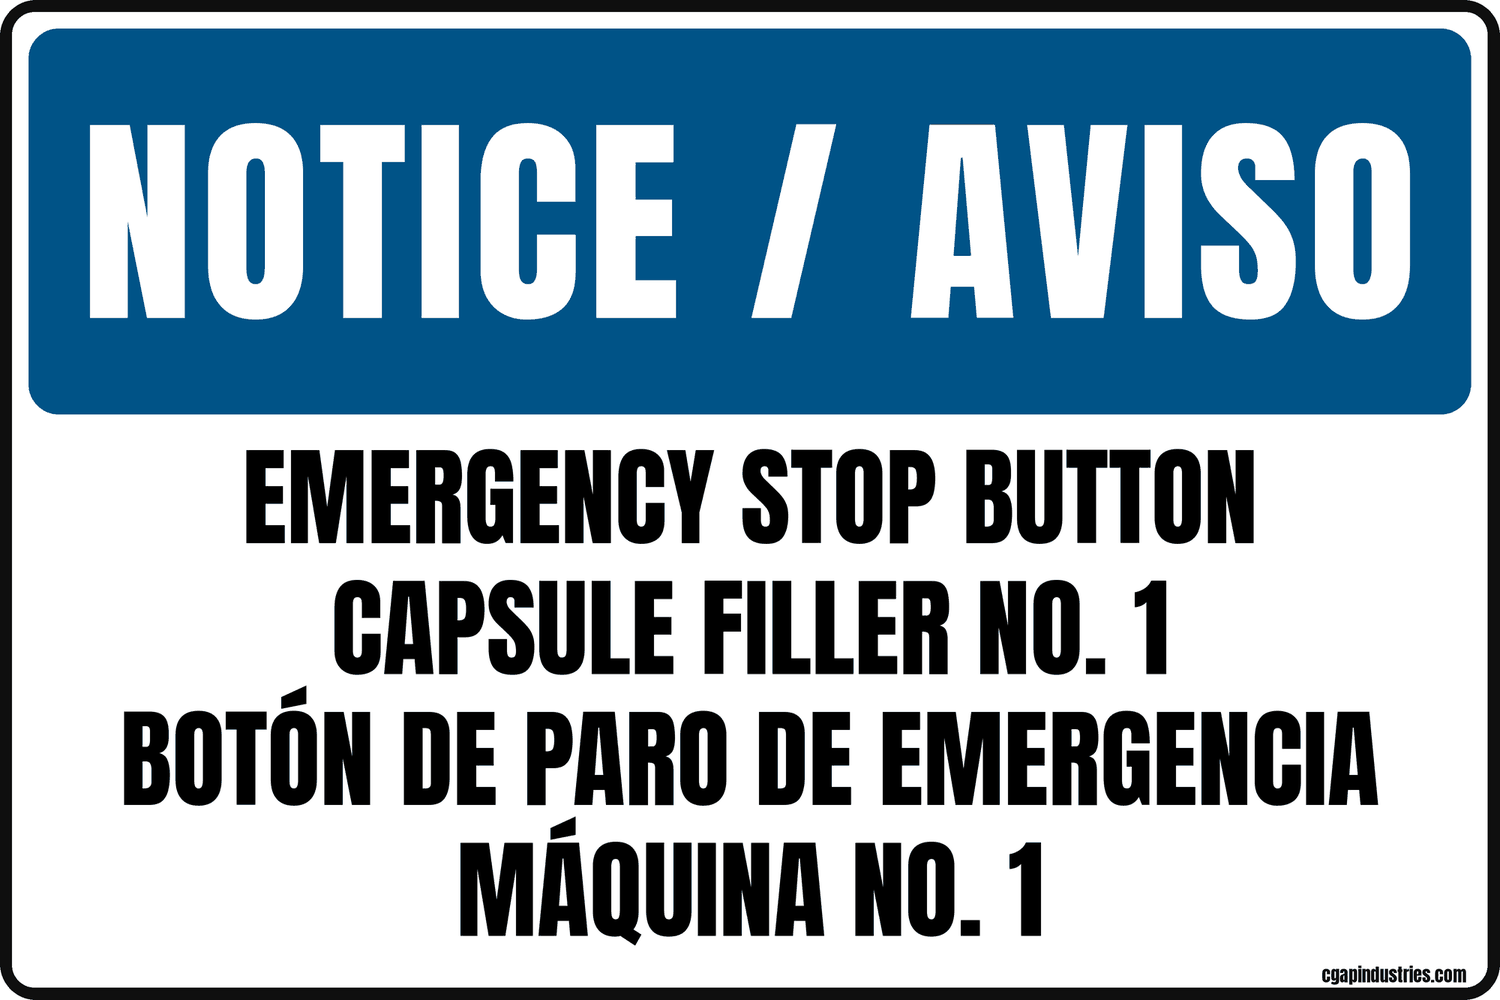 NOTICE / AVISO
EMERGENCY STOP BUTTON
CAPSULE FILLER NO. 1
BOTÓN DE PARO DE EMERGENCIA
MÁQUINA NO. 1
cgapindustries.com